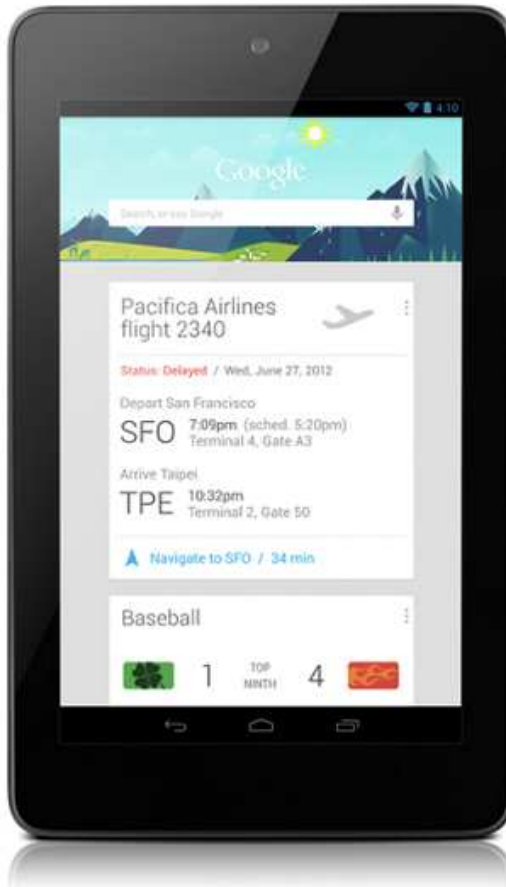 4:10
Google
Search, or say Google
Pacifica Airlines
flight 2340
Status: Delayed / Wed, June 27, 2012
Depart San Francisco
SFO 7:09pm (sched. 5:20pm)
Terminal 4, Gate A3
Arrive Taipei
TPE 10:32pm
Terminal 2, Gate 50
Navigate to SFO / 34 min
Baseball
1 TOP NINTH 4